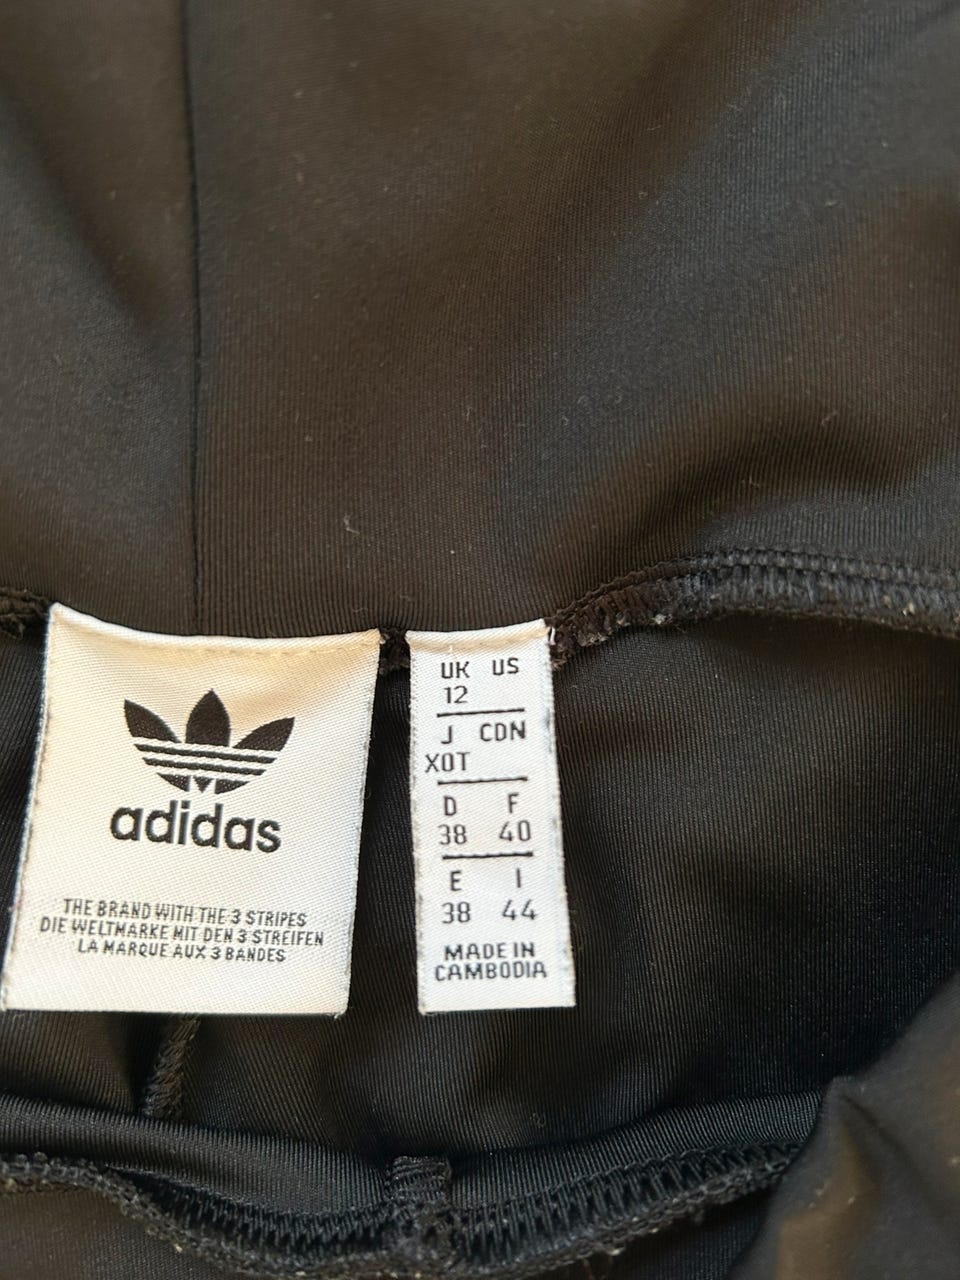 adidas
THE BRAND WITH THE 3 STRIPES
DIE WELTMARKE MIT DEN 3 STREIFEN
LA MARQUE AUX 3 BANDES
UK US
12
J CDN
XOT
D F
38 40
E I
38 44
MADE IN
CAMBODIA